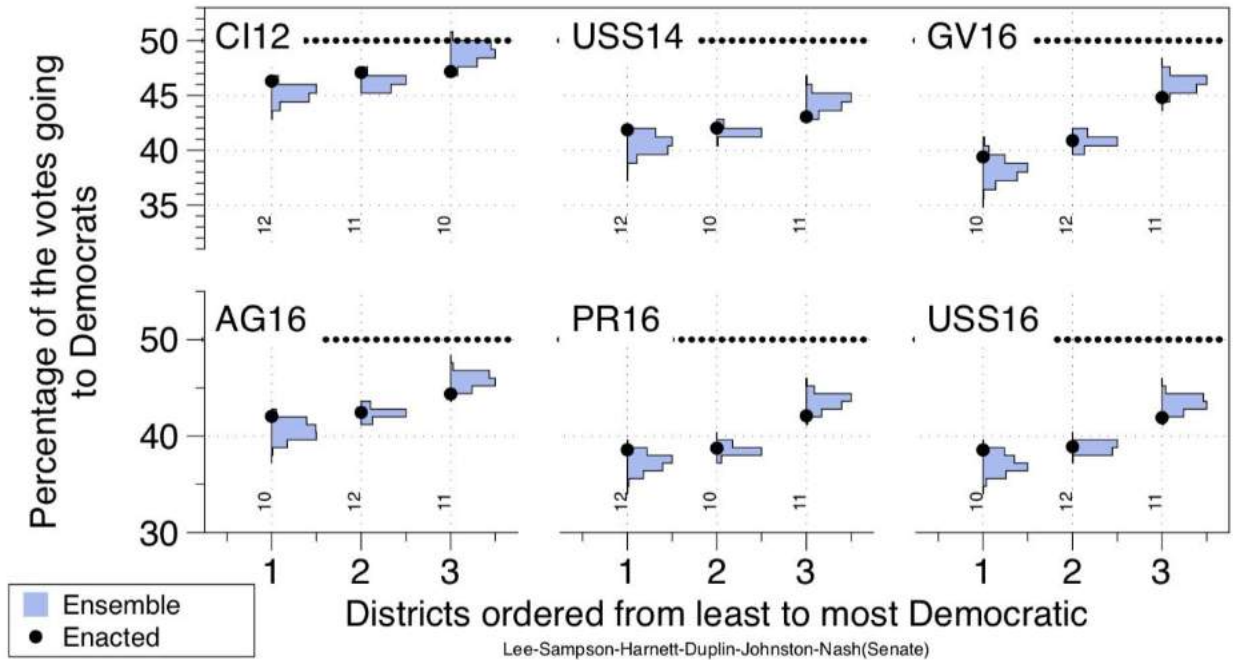 Percentage of the votes going
to Democrats
50
45
40
35
CI12
12
11
10
USS14
12
10
11
GV16
10
12
11
50
40
30
AG16
10
12
11
PR16
12
10
11
USS16
10
12
11
1 2 3 1 2 3 1 2 3
Districts ordered from least to most Democratic
Lee-Sampson-Harnett-Duplin-Johnston-Nash(Senate)
Ensemble
Enacted